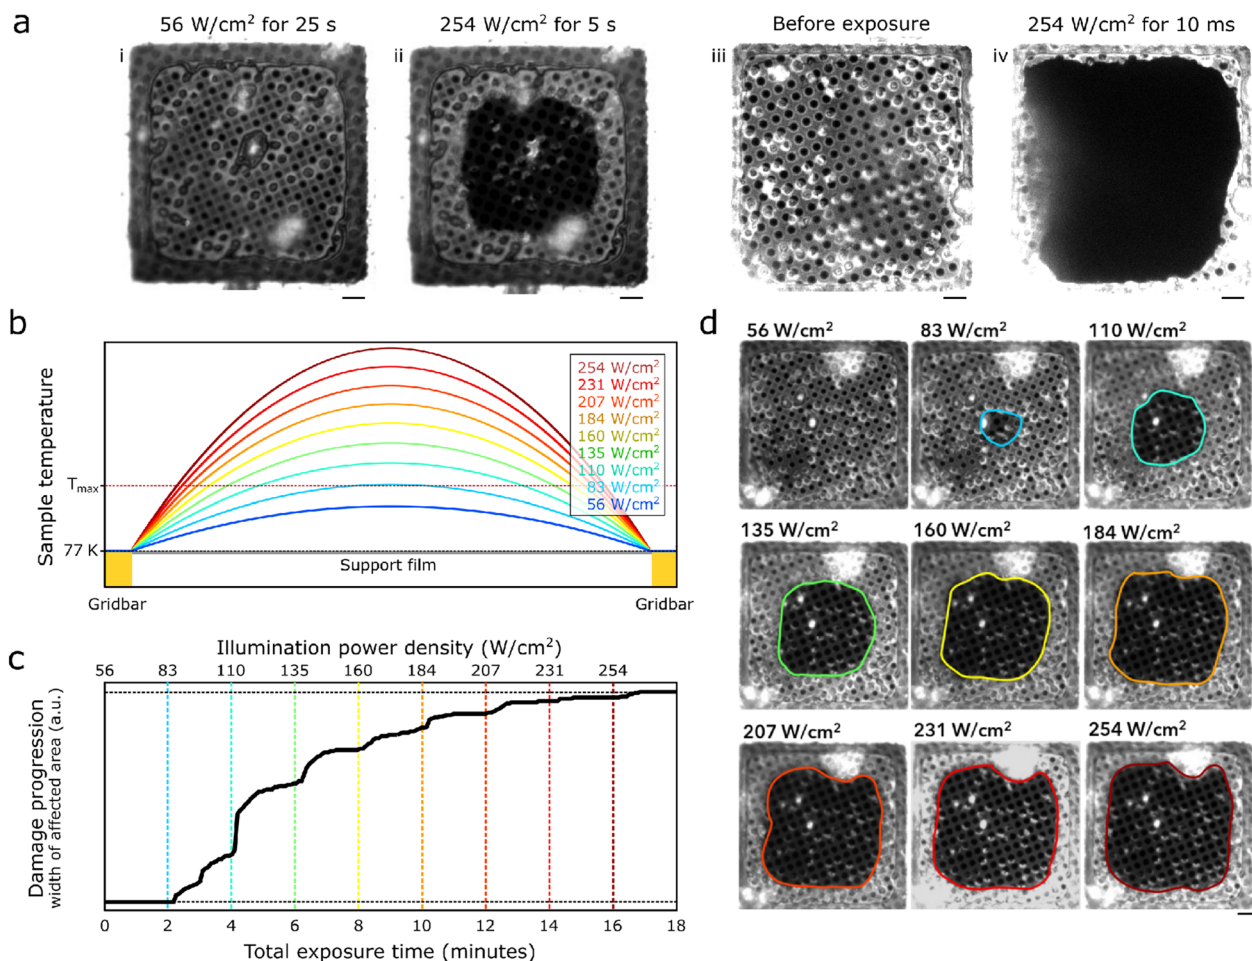 a
56 W/cm² for 25 s
254 W/cm² for 5 s
Before exposure
254 W/cm² for 10 ms
i
ii
iii
iv
b
Sample temperature
Tmax
77 K
254 W/cm²
231 W/cm²
207 W/cm²
184 W/cm²
160 W/cm²
135 W/cm²
110 W/cm²
83 W/cm²
56 W/cm²
Support film
Gridbar
Gridbar
c
Illumination power density (W/cm²)
56 83 110 135 160 184 207 231 254
Damage progression
width of affected area (a.u.)
0 2 4 6 8 10 12 14 16 18
Total exposure time (minutes)
d
56 W/cm²
83 W/cm²
110 W/cm²
135 W/cm²
160 W/cm²
184 W/cm²
207 W/cm²
231 W/cm²
254 W/cm²